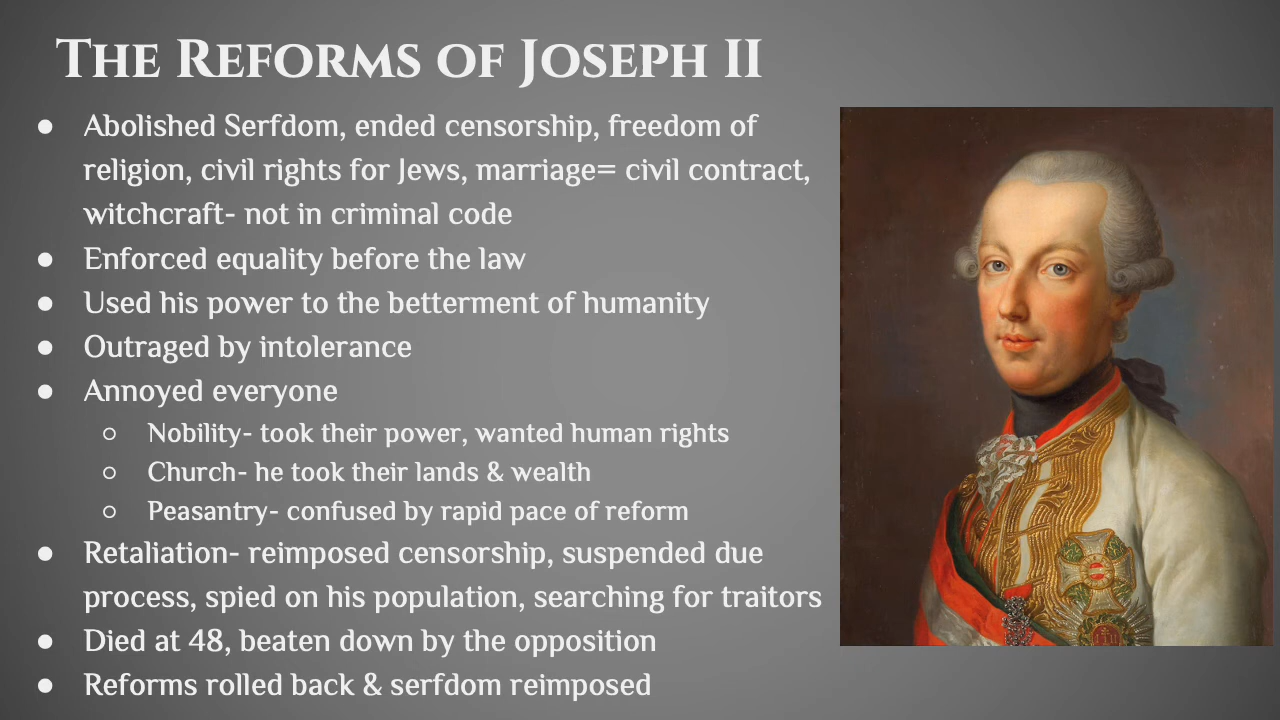 The Reforms of Joseph II
● Abolished Serfdom, ended censorship, freedom of
religion, civil rights for Jews, marriage= civil contract,
witchcraft- not in criminal code
● Enforced equality before the law
● Used his power to the betterment of humanity
● Outraged by intolerance
● Annoyed everyone
○ Nobility- took their power, wanted human rights
○ Church- he took their lands & wealth
○ Peasantry- confused by rapid pace of reform
● Retaliation- reimposed censorship, suspended due
process, spied on his population, searching for traitors
● Died at 48, beaten down by the opposition
● Reforms rolled back & serfdom reimposed